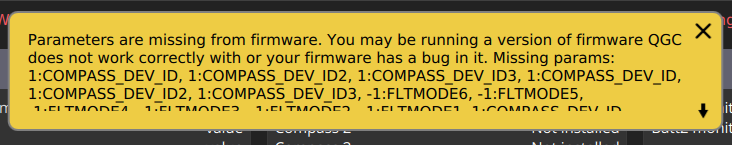 Parameters are missing from firmware. You may be running a version of firmware QGC
does not work correctly with or your firmware has a bug in it. Missing params:
1:COMPASS_DEV_ID, 1:COMPASS_DEV_ID2, 1:COMPASS_DEV_ID3, 1:COMPASS_DEV_ID,
1:COMPASS_DEV_ID2, 1:COMPASS_DEV_ID3, -1:FLTMODE6, -1:FLTMODE5,
-1:FLTMODE4, -1:FLTMODE3, -1:FLTMODE2, -1:FLTMODE1, 1:COMPASS_DEV_ID,
value Compass 2 Not installed Batt2 monit
Not installed